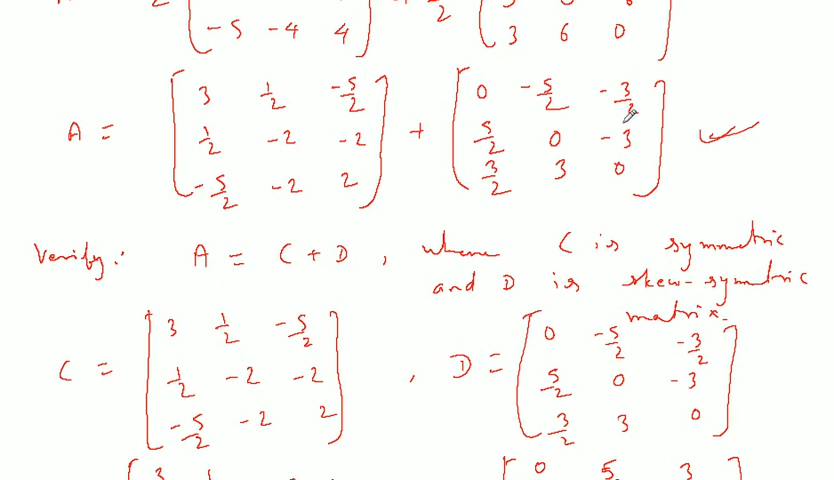 -5 -4 4
3 6 0
A = [ 3 1/2 -5/2 ] + [ 0 -5/2 -3/2 ]
[ 1/2 -2 -2 ] [ 5/2 0 -3 ]
[ -5/2 -2 2 ] [ 3/2 3 0 ]
Verify: A = C + D, where C is symmetric
and D is skew-symtric
matrix.
C = [ 3 1/2 -5/2 ] , D = [ 0 -5/2 -3/2 ]
[ 1/2 -2 -2 ] [ 5/2 0 -3 ]
[ -5/2 -2 2 ] [ 3/2 3 0 ]